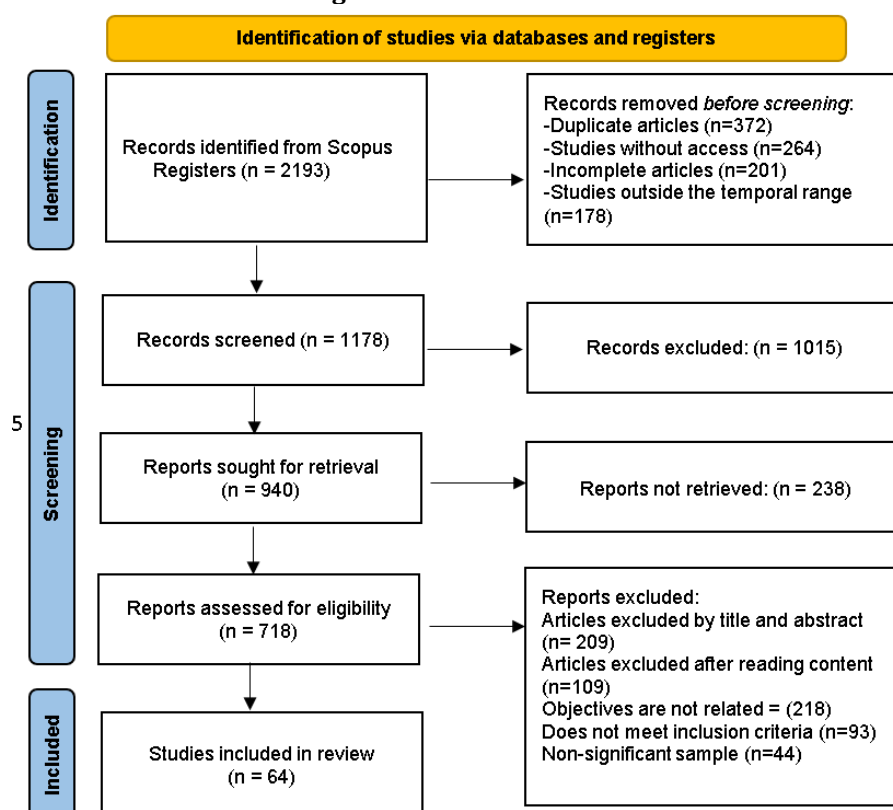 Identification of studies via databases and registers
Identification
Records identified from Scopus
Registers (n = 2193)
Records removed before screening:
-Duplicate articles (n=372)
-Studies without access (n=264)
-Incomplete articles (n=201)
-Studies outside the temporal range
(n=178)
Screening
Records screened (n = 1178)
Records excluded: (n = 1015)
5
Reports sought for retrieval
(n = 940)
Reports not retrieved: (n = 238)
Reports assessed for eligibility
(n = 718)
Reports excluded:
Articles excluded by title and abstract
(n= 209)
Articles excluded after reading content
(n=109)
Objectives are not related = (218)
Does not meet inclusion criteria (n=93)
Non-significant sample (n=44)
Included
Studies included in review
(n = 64)